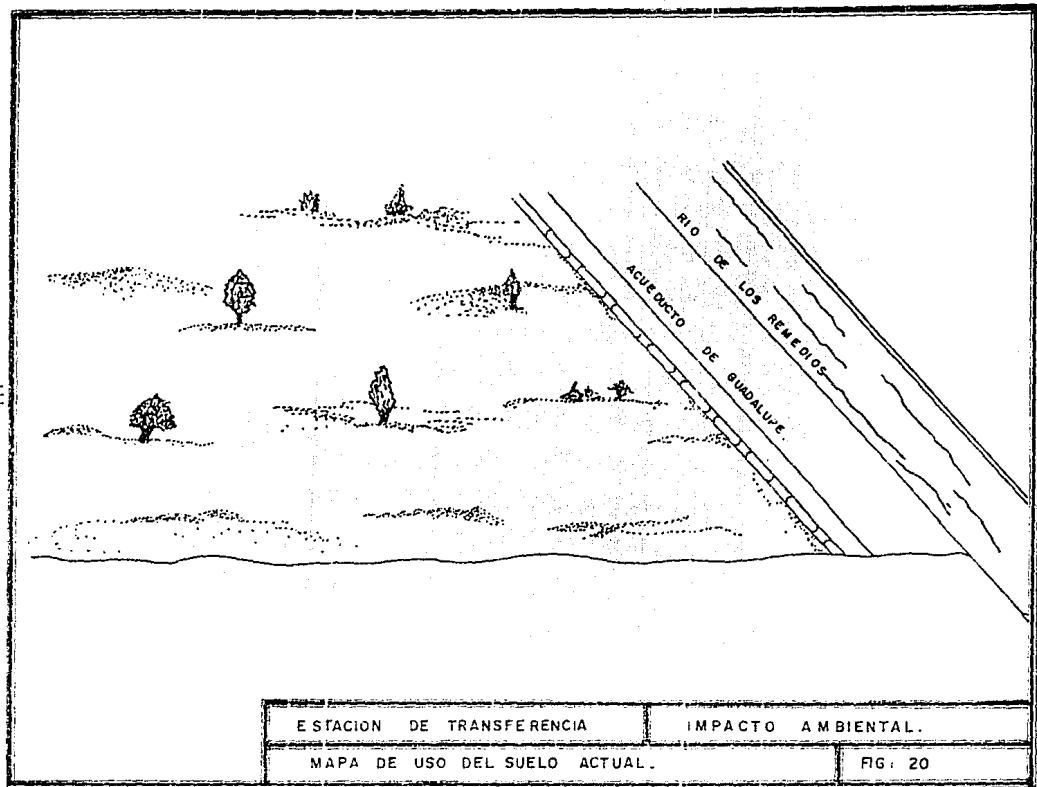 RIO DE LOS REMEDIOS
ACUEDUCTO DE GUADALUPE.
ESTACION DE TRANSFERENCIA
IMPACTO AMBIENTAL.
MAPA DE USO DEL SUELO ACTUAL.
FIG: 20